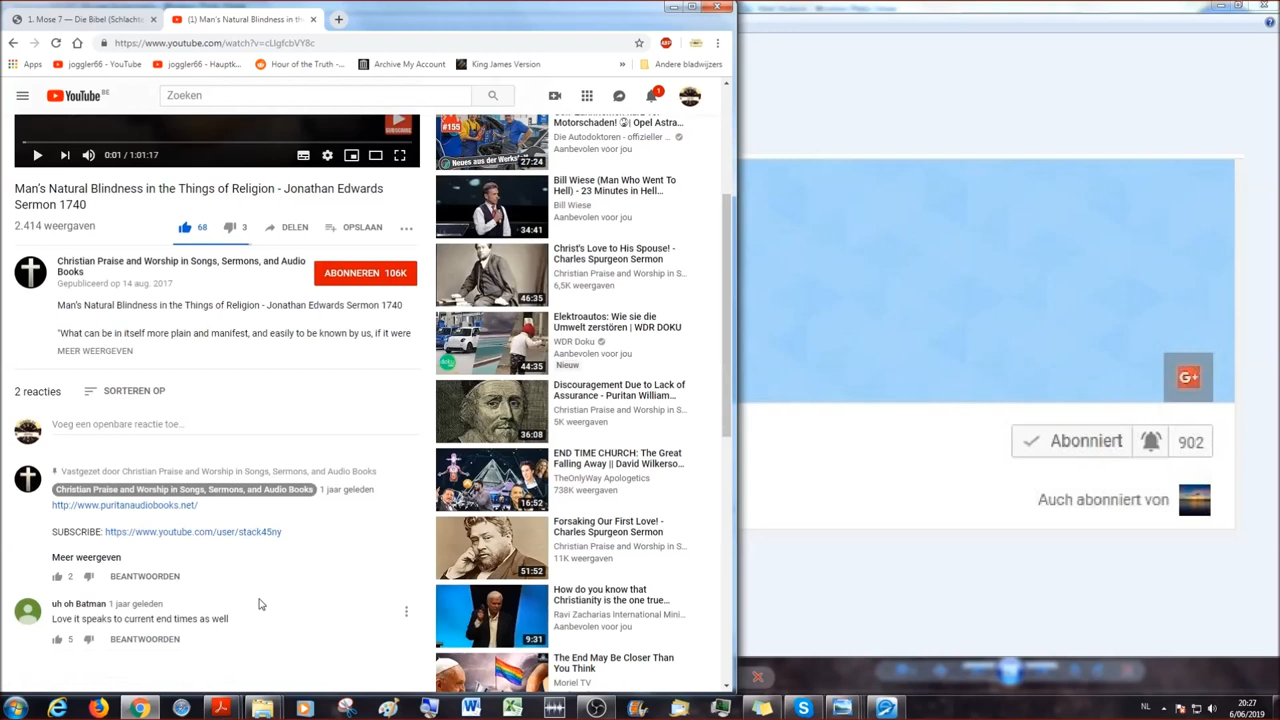 1. Mose 7 — Die Bibel (Schlachte
(1) Man's Natural Blindness in th
https://www.youtube.com/watch?v=cLIgfcbVY8c
ABP
Apps
joggler66 - YouTube
joggler66 - Hauptk...
Hour of the Truth -...
Archive My Account
King James Version
»
Andere bladwijzers
YouTube BE
Zoeken
1
SUBSCRIBE
0:01 / 1:01:17
Man's Natural Blindness in the Things of Religion - Jonathan Edwards
Sermon 1740
2.414 weergaven
68
3
DELEN
OPSLAAN
Christian Praise and Worship in Songs, Sermons, and Audio
Books
Gepubliceerd op 14 aug. 2017
ABONNEREN 106K
Man's Natural Blindness in the Things of Religion - Jonathan Edwards Sermon 1740
"What can be in itself more plain and manifest, and easily to be known by us, if it were
MEER WEERGEVEN
2 reacties
SORTEREN OP
Voeg een openbare reactie toe...
Vastgezet door Christian Praise and Worship in Songs, Sermons, and Audio Books
Christian Praise and Worship in Songs, Sermons, and Audio Books 1 jaar geleden
http://www.puritanaudiobooks.net/
SUBSCRIBE: https://www.youtube.com/user/stack45ny
Meer weergeven
2
BEANTWOORDEN
uh oh Batman 1 jaar geleden
Love it speaks to current end times as well
5
BEANTWOORDEN
#155
Neues aus der Werks
27:24
Motorschaden! | Opel Astra...
Die Autodoktoren - offizieller ...
Aanbevolen voor jou
34:41
Bill Wiese (Man Who Went To
Hell) - 23 Minutes in Hell...
Bill Wiese
Aanbevolen voor jou
46:35
Christ's Love to His Spouse! -
Charles Spurgeon Sermon
Christian Praise and Worship in S...
6,5K weergaven
44:35
Elektroautos: Wie sie die
Umwelt zerstören | WDR DOKU
WDR Doku
Aanbevolen voor jou
Nieuw
36:08
Discouragement Due to Lack of
Assurance - Puritan William...
Christian Praise and Worship in S...
5K weergaven
16:52
END TIME CHURCH: The Great
Falling Away || David Wilkerso...
TheOnlyWay Apologetics
738K weergaven
51:52
Forsaking Our First Love! -
Charles Spurgeon Sermon
Christian Praise and Worship in S...
11K weergaven
9:31
How do you know that
Christianity is the one true...
Ravi Zacharias International Mini...
Aanbevolen voor jou
The End May Be Closer Than
You Think
Moriel TV
G+
Abonniert
902
Auch abonniert von
NL
20:27
6/06/2019